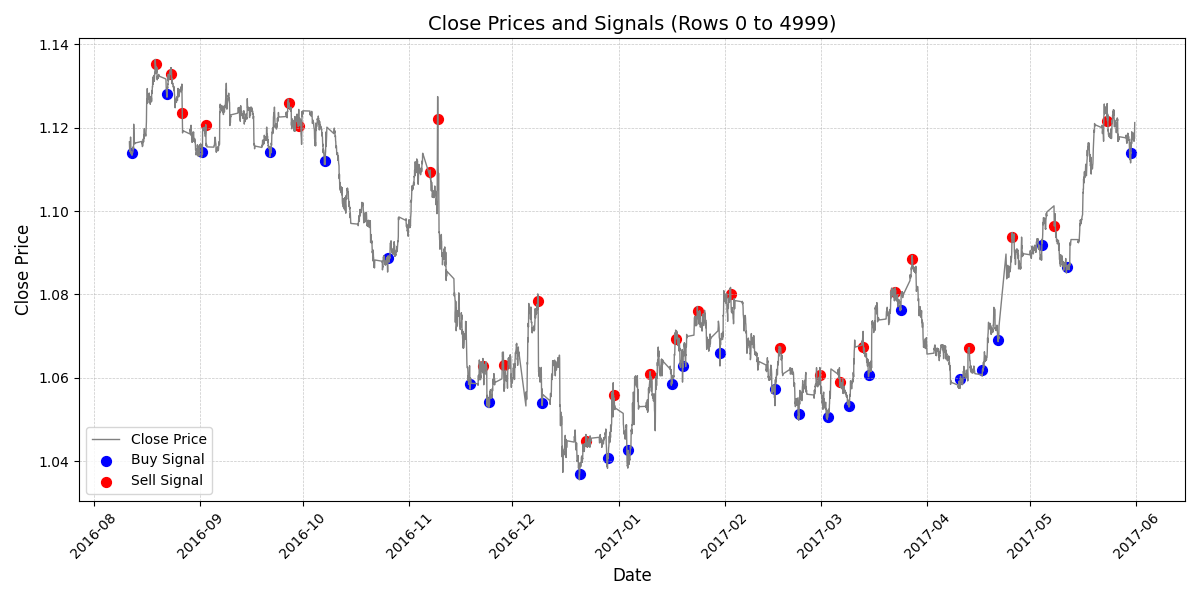 Close Prices and Signals (Rows 0 to 4999)
Close Price
1.14
1.12
1.10
1.08
1.06
1.04
Close Price
Buy Signal
Sell Signal
2016-08
2016-09
2016-10
2016-11
2016-12
2017-01
2017-02
2017-03
2017-04
2017-05
2017-06
Date